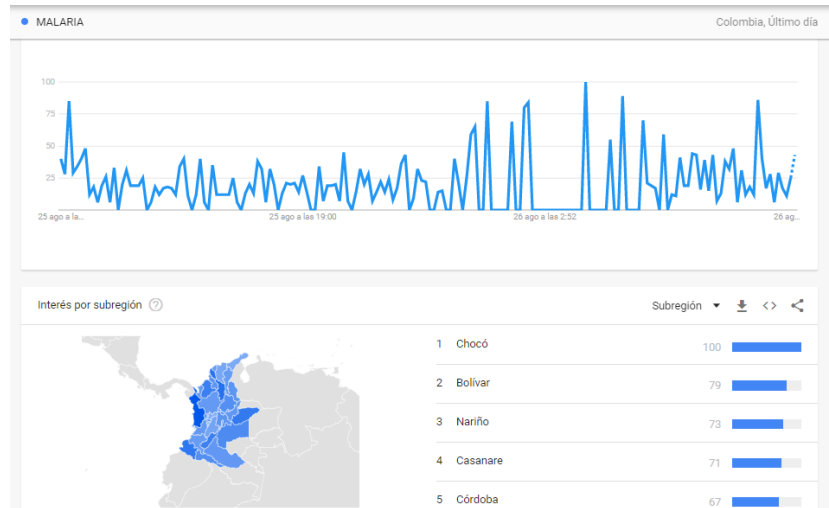 MALARIA
Colombia, Último día
100
75
50
25
25 ago a la...
25 ago a las 19:00
26 ago a las 2:52
26 ag...
Interés por subregión
Subregión
1 Chocó 100
2 Bolívar 79
3 Nariño 73
4 Casanare 71
5 Córdoba 67